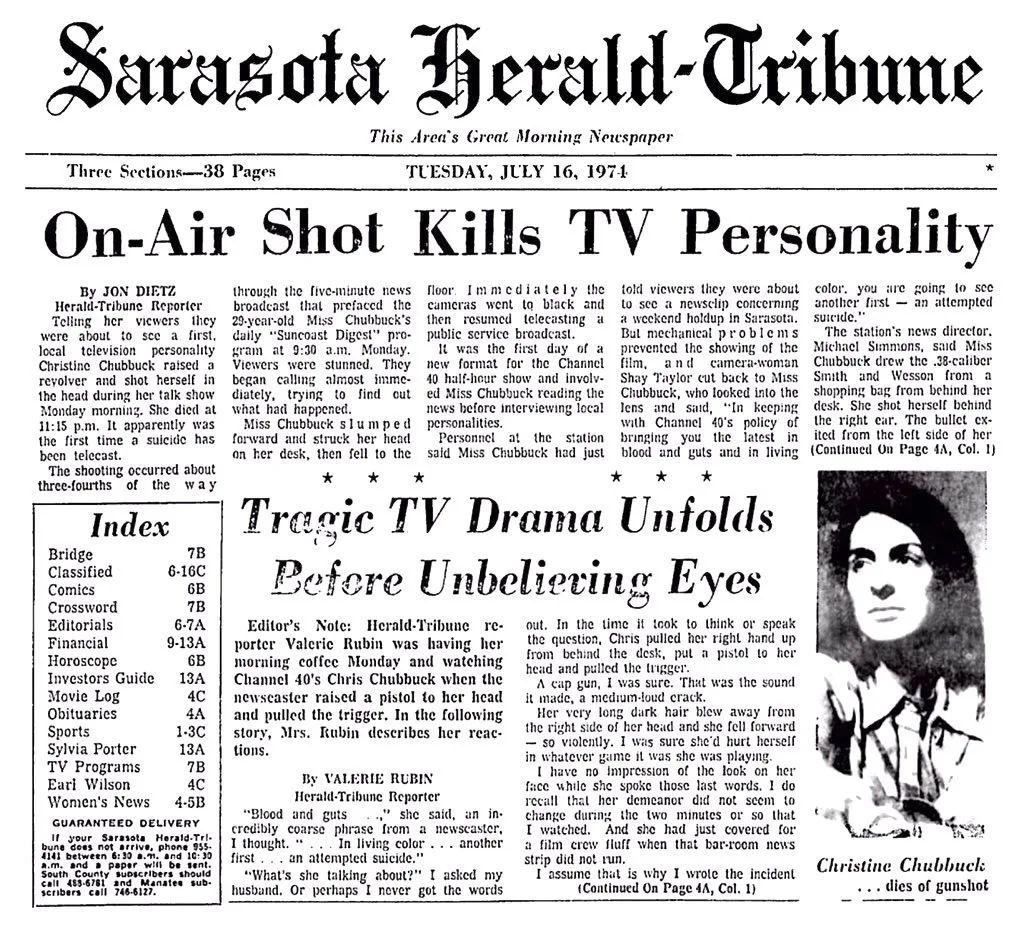 Sarasota Herald-Tribune
This Area's Great Morning Newspaper
Three Sections—38 Pages
TUESDAY, JULY 16, 1974
★
On-Air Shot Kills TV Personality
By JON DIETZ
Herald-Tribune Reporter
Telling her viewers they
were about to see a first,
local television personality
Christine Chubbuck raised a
revolver and shot herself in
the head during her talk show
Monday morning. She died at
11:15 p.m. It apparently was
the first time a suicide has
been telecast.
The shooting occurred about
three-fourths of the way
through the five-minute news
broadcast that prefaced the
29-year-old Miss Chubbuck's
daily "Suncoast Digest" pro-
gram at 9:30 a.m. Monday.
Viewers were stunned. They
began calling almost imme-
diately, trying to find out
what had happened.
Miss Chubbuck slumped
forward and struck her head
on her desk, then fell to the
floor. Immediately the
cameras went to black and
then resumed telecasting a
public service broadcast.
It was the first day of a
new format for the Channel
40 half-hour show and involv-
ed Miss Chubbuck reading the
news before interviewing local
personalities.
Personnel at the station
said Miss Chubbuck had just
told viewers they were about
to see a newsclip concerning
a weekend holdup in Sarasota.
But mechanical problems
prevented the showing of the
film, and camera-woman
Shay Taylor cut back to Miss
Chubbuck, who looked into the
lens and said, "In keeping
with Channel 40's policy of
bringing you the latest in
blood and guts and in living
color, you are going to see
another first — an attempted
suicide."
The station's news director,
Michael Simmons, said Miss
Chubbuck drew the .38-caliber
Smith and Wesson from a
shopping bag from behind her
desk. She shot herself behind
the right ear. The bullet ex-
ited from the left side of her
(Continued On Page 4A, Col. 1)
★ ★ ★ ★ ★ ★
Index
Bridge 7B
Classified 6-16C
Comics 6B
Crossword 7B
Editorials 6-7A
Financial 9-13A
Horoscope 6B
Investors Guide 13A
Movie Log 4C
Obituaries 4A
Sports 1-3C
Sylvia Porter 13A
TV Programs 7B
Earl Wilson 4C
Women's News 4-5B
GUARANTEED DELIVERY
If your Sarasota Herald-Tri-
bune does not arrive, phone 955-
4141 between 6:30 a.m. and 10:30
a.m. and a paper will be sent.
South County subscribers should
call 488-6781 and Manatee sub-
scribers call 746-6127.
Tragic TV Drama Unfolds
Before Unbelieving Eyes
Editor's Note: Herald-Tribune re-
porter Valerie Rubin was having her
morning coffee Monday and watching
Channel 40's Chris Chubbuck when the
newscaster raised a pistol to her head
and pulled the trigger. In the following
story, Mrs. Rubin describes her reac-
tions.
By VALERIE RUBIN
Herald-Tribune Reporter
"Blood and guts . .," she said, an in-
credibly coarse phrase from a newscaster,
I thought. " . . . In living color . . . another
first . . . an attempted suicide."
"What's she talking about?" I asked my
husband. Or perhaps I never got the words
out. In the time it took to think or speak
the question, Chris pulled her right hand up
from behind the desk, put a pistol to her
head and pulled the trigger.
A cap gun, I was sure. That was the sound
it made, a medium-loud crack.
Her very long dark hair blew away from
the right side of her head and she fell forward
— so violently. I was sure she'd hurt herself
in whatever game it was she was playing.
I have no impression of the look on her
face while she spoke those last words. I do
recall that her demeanor did not seem to
change during the two minutes or so that
I watched. And she had just covered for
a film crew fluff when that bar-room news
strip did not run.
I assume that is why I wrote the incident
(Continued On Page 4A, Col. 1)
Christine Chubbuck
. . . dies of gunshot